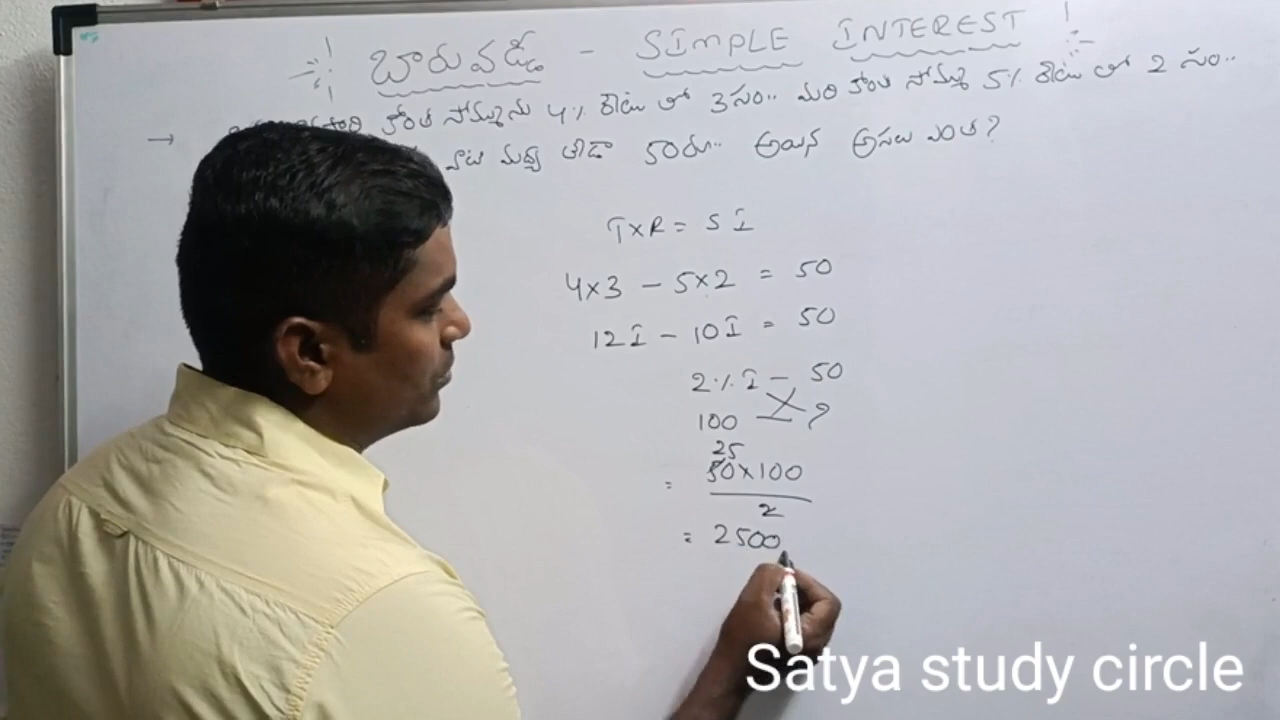 బారువడ్డీ - SIMPLE INTEREST
→ కొంత సొమ్మును 4% రేటు తో 3సం.. మరి కొంత సొమ్ము 5% రేటు లో 2 సం..
వాటి మధ్య తేడా 50రూ.. అయిన అసలు ఎంత?
T×R = SI
4×3 - 5×2 = 50
12I - 10I = 50
2%I - 50
100 - ?
25
= 50×100
2
= 2500
Satya study circle